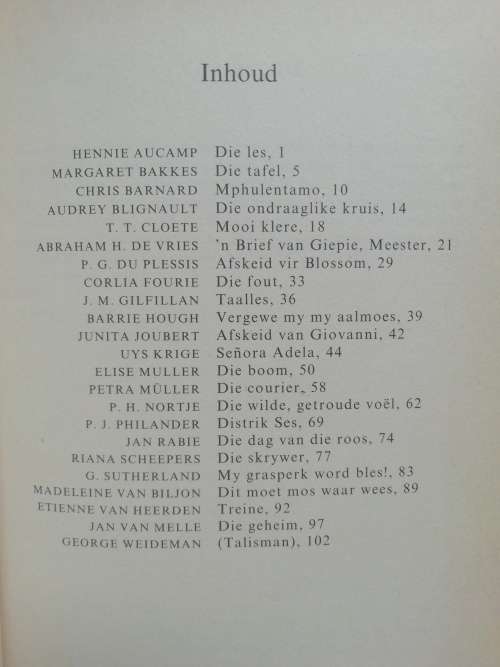 Inhoud
HENNIE AUCAMP Die les, 1
MARGARET BAKKES Die tafel, 5
CHRIS BARNARD Mphulentamo, 10
AUDREY BLIGNAULT Die ondraaglike kruis, 14
T. T. CLOETE Mooi klere, 18
ABRAHAM H. DE VRIES 'n Brief van Giepie, Meester, 21
P. G. DU PLESSIS Afskeid vir Blossom, 29
CORLIA FOURIE Die fout, 33
J. M. GILFILLAN Taalles, 36
BARRIE HOUGH Vergewe my my aalmoes, 39
JUNITA JOUBERT Afskeid van Giovanni, 42
UYS KRIGE Señora Adela, 44
ELISE MULLER Die boom, 50
PETRA MÜLLER Die courier, 58
P. H. NORTJE Die wilde, getroude voël, 62
P. J. PHILANDER Distrik Ses, 69
JAN RABIE Die dag van die roos, 74
RIANA SCHEEPERS Die skrywer, 77
G. SUTHERLAND My grasperk word bles!, 83
MADELEINE VAN BILJON Dit moet mos waar wees, 89
ETIENNE VAN HEERDEN Treine, 92
JAN VAN MELLE Die geheim, 97
GEORGE WEIDEMAN (Talisman), 102